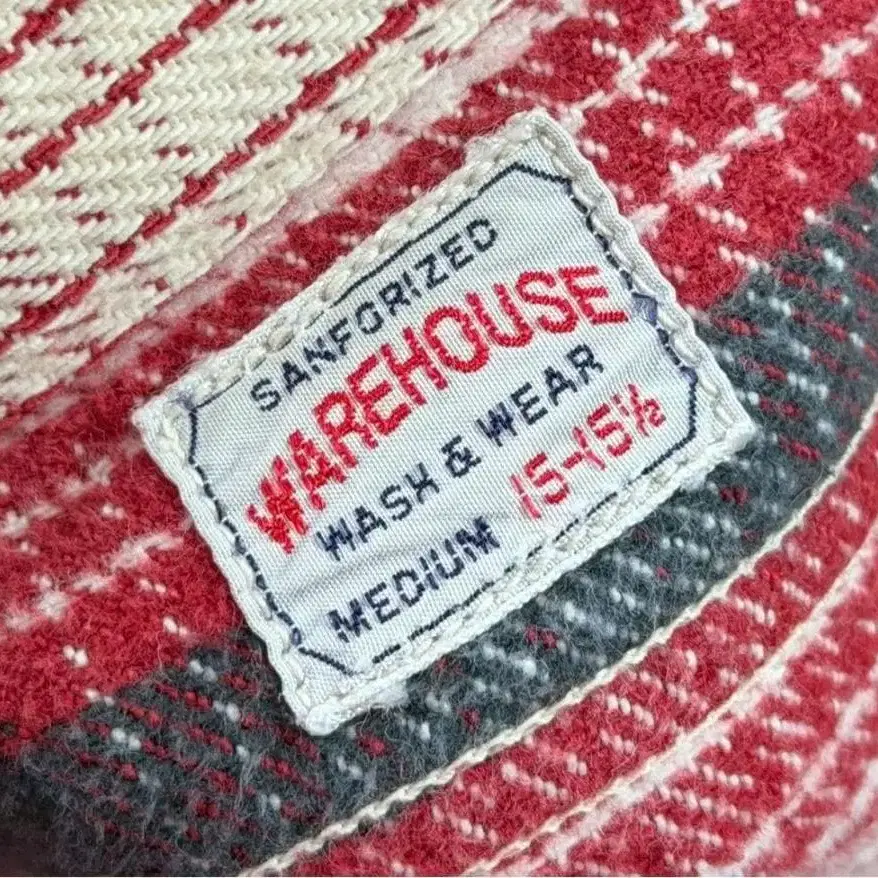 SANFORIZED
WAREHOUSE
WASH & WEAR
MEDIUM 15-15½